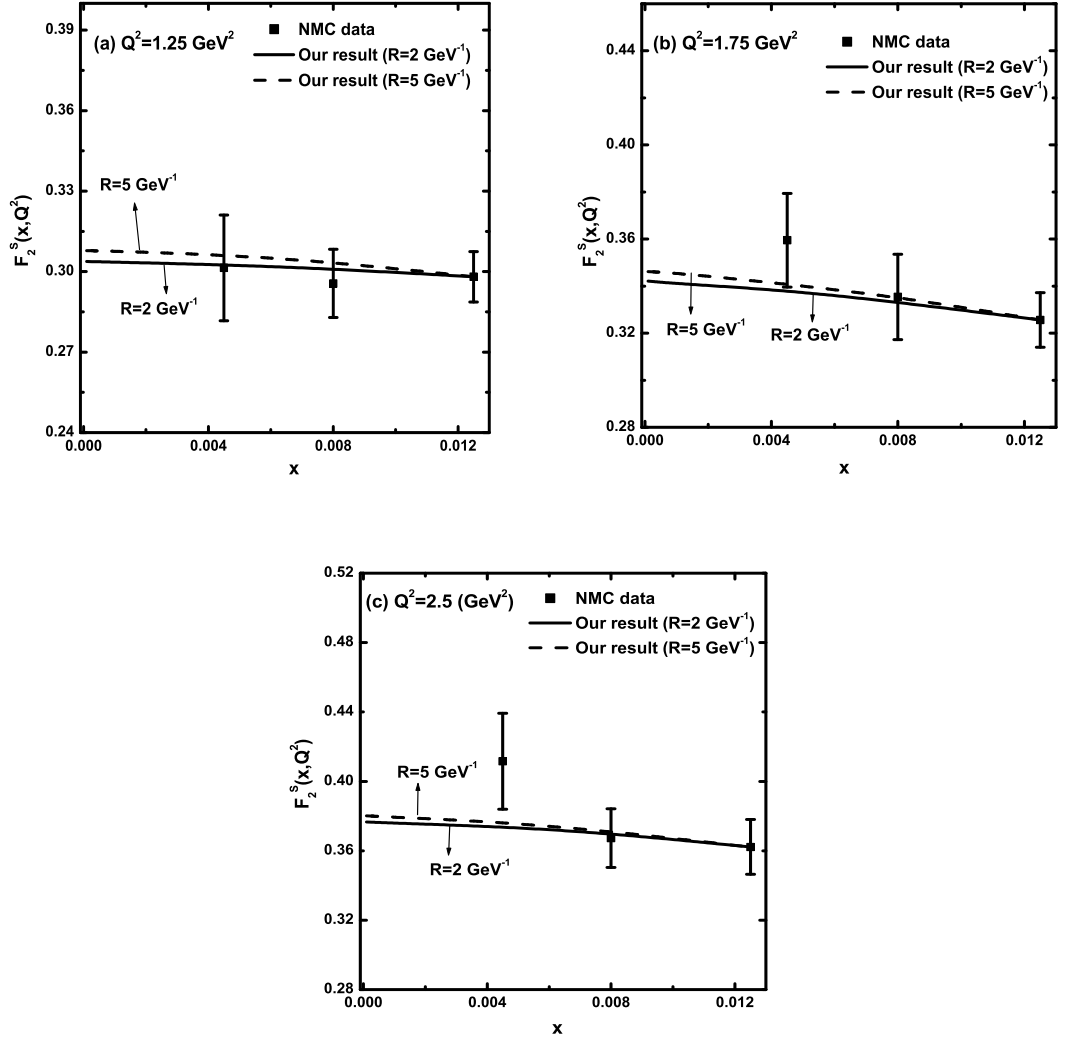 (a) Q²=1.25 GeV²
NMC data
Our result (R=2 GeV⁻¹)
Our result (R=5 GeV⁻¹)
0.39
0.36
0.33
0.30
0.27
0.24
F₂ˢ(x,Q²)
R=5 GeV⁻¹
R=2 GeV⁻¹
0.000 0.004 0.008 0.012
x
(b) Q²=1.75 GeV²
NMC data
Our result (R=2 GeV⁻¹)
Our result (R=5 GeV⁻¹)
0.44
0.40
0.36
0.32
0.28
F₂ˢ(x,Q²)
R=5 GeV⁻¹
R=2 GeV⁻¹
0.000 0.004 0.008 0.012
x
(c) Q²=2.5 (GeV²)
NMC data
Our result (R=2 GeV⁻¹)
Our result (R=5 GeV⁻¹)
0.52
0.48
0.44
0.40
0.36
0.32
0.28
F₂ˢ(x,Q²)
R=5 GeV⁻¹
R=2 GeV⁻¹
0.000 0.004 0.008 0.012
x